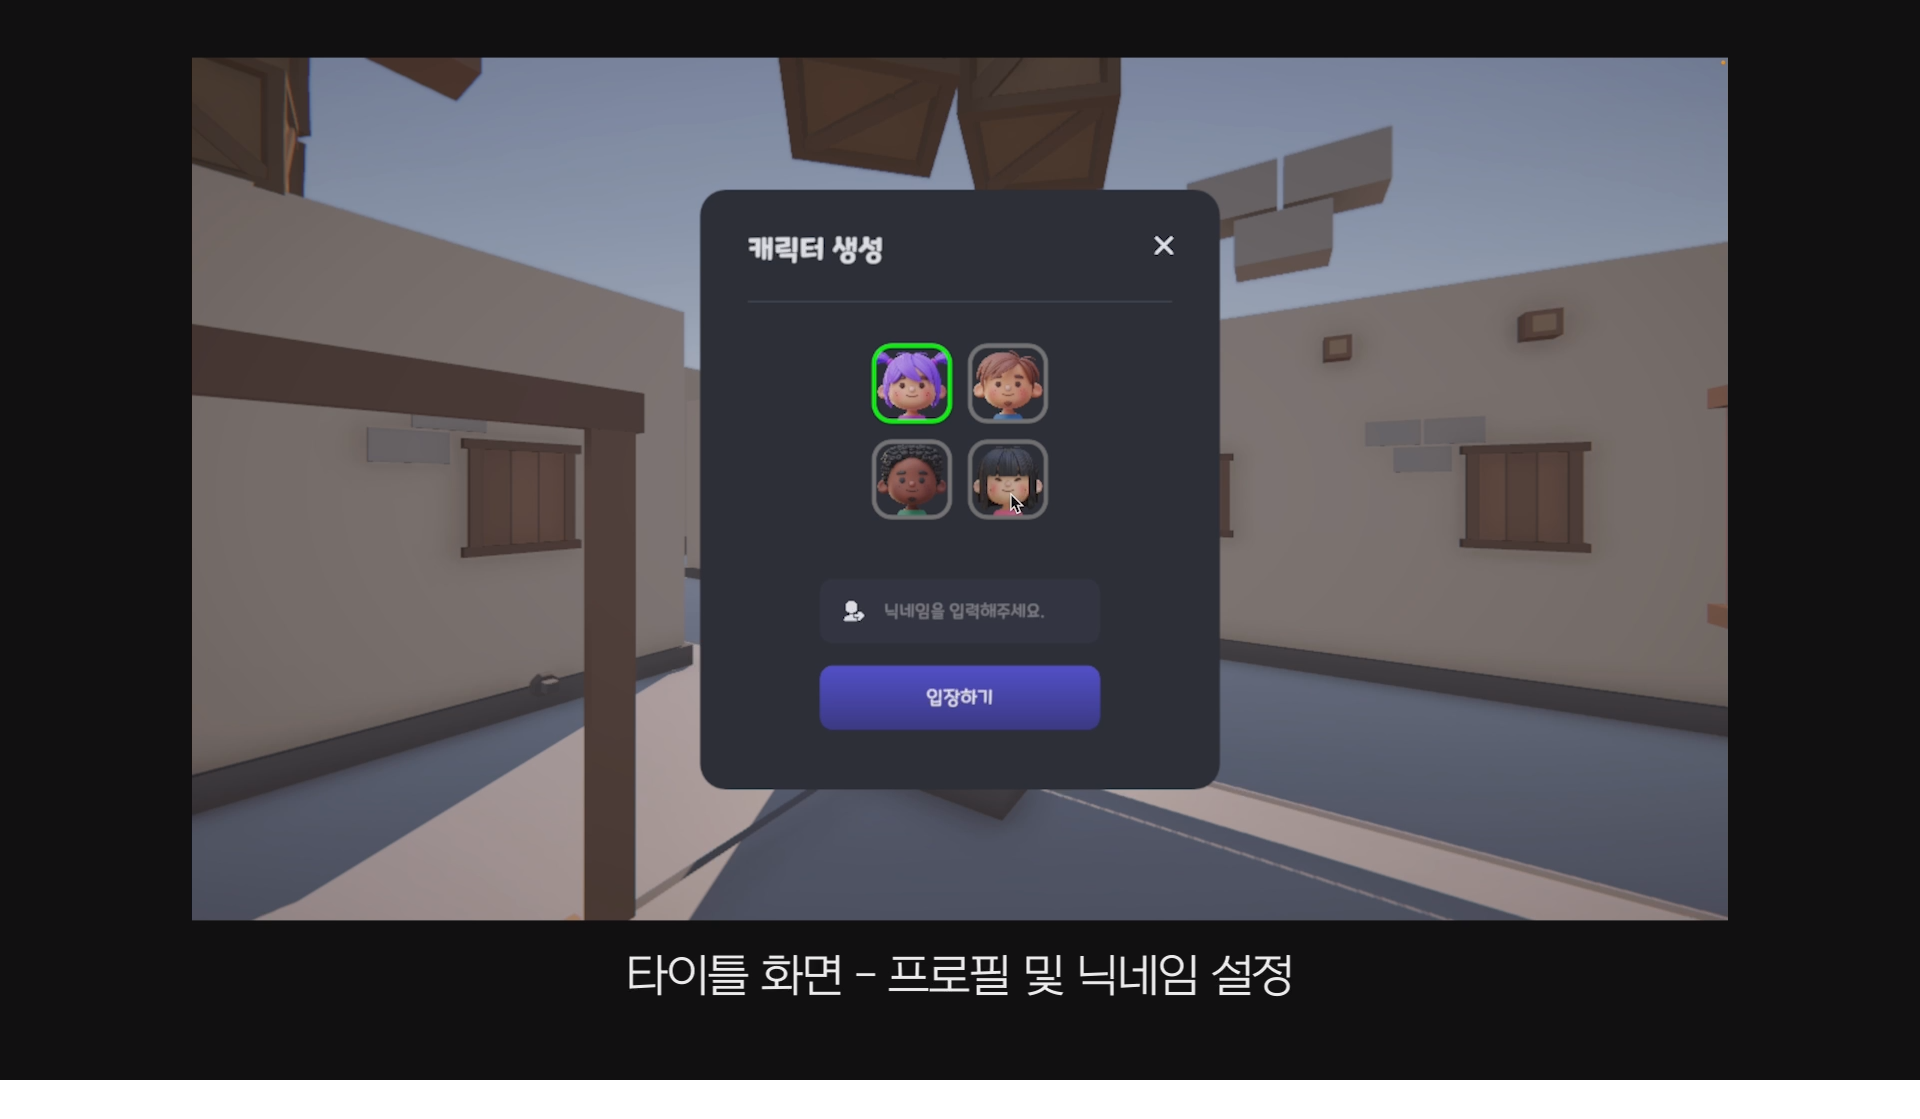 캐릭터 생성
닉네임을 입력해주세요.
입장하기
타이틀 화면 – 프로필 및 닉네임 설정